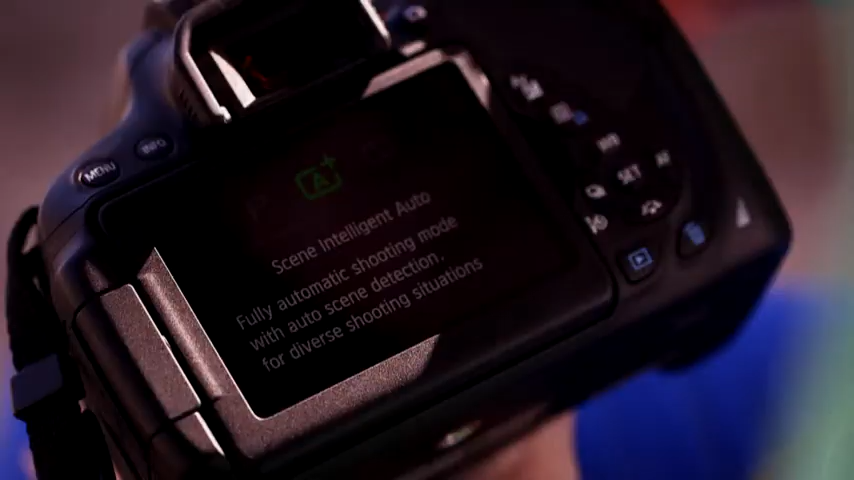 MENU
INFO
A+
Scene Intelligent Auto
Fully automatic shooting mode
with auto scene detection.
for diverse shooting situations
WB
AF
SET